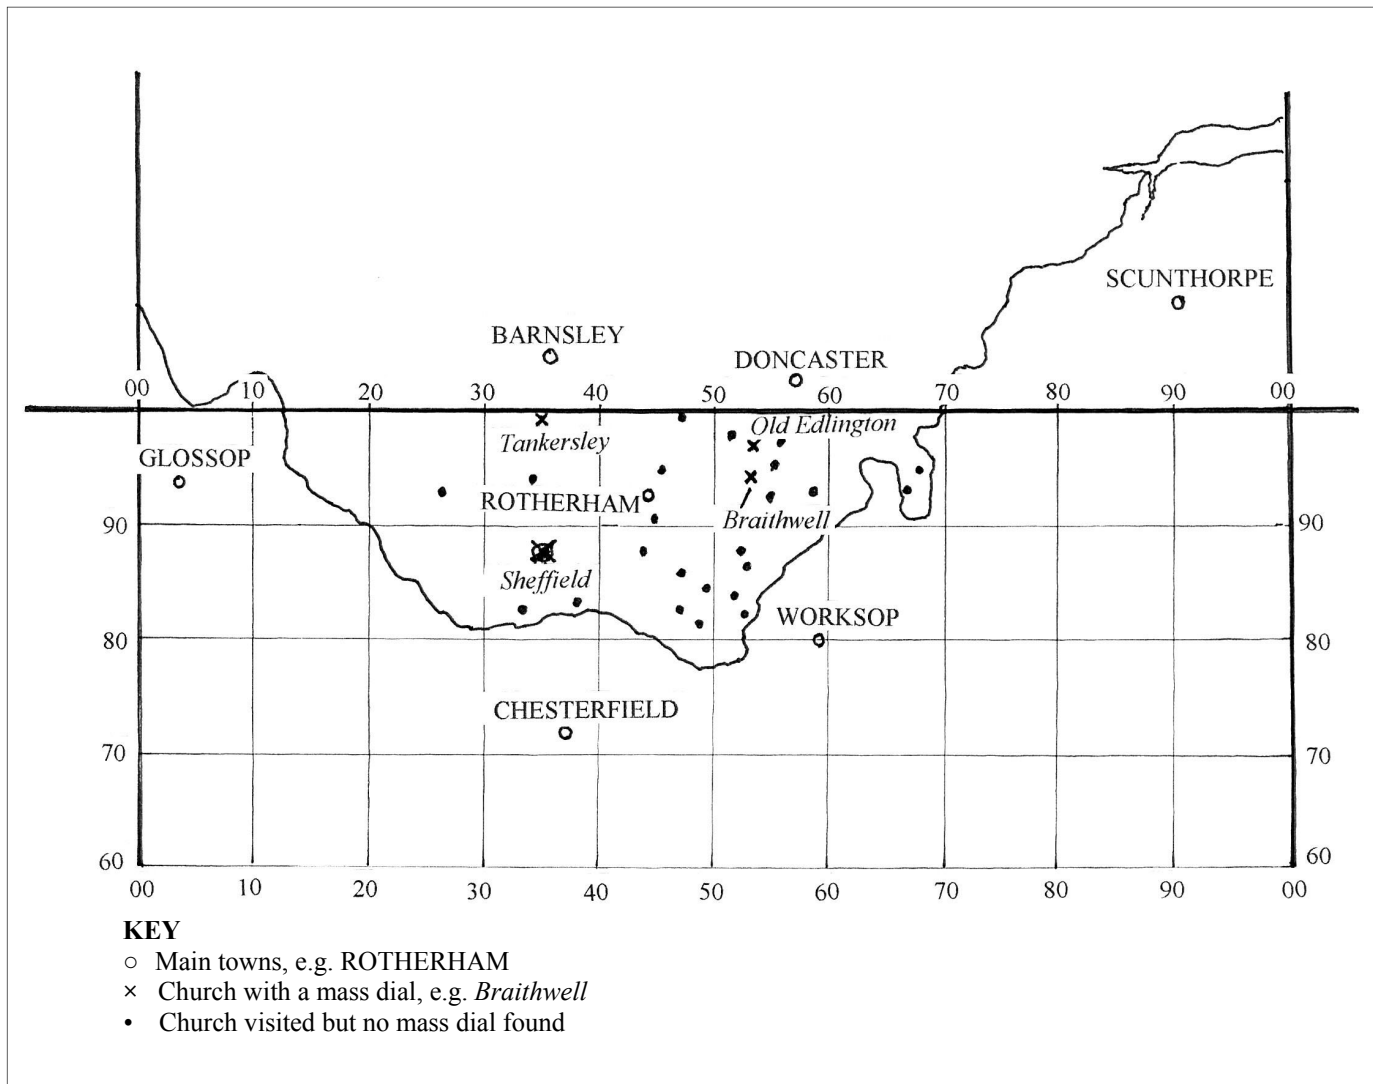 SCUNTHORPE
BARNSLEY
DONCASTER
00 10 20 30 40 50 60 70 80 90 00
Old Edlington
Tankersley
GLOSSOP
ROTHERHAM
Braithwell
90 90
Sheffield
WORKSOP
80 80
CHESTERFIELD
70 70
60 60
00 10 20 30 40 50 60 70 80 90 00
KEY
○ Main towns, e.g. ROTHERHAM
× Church with a mass dial, e.g. Braithwell
• Church visited but no mass dial found